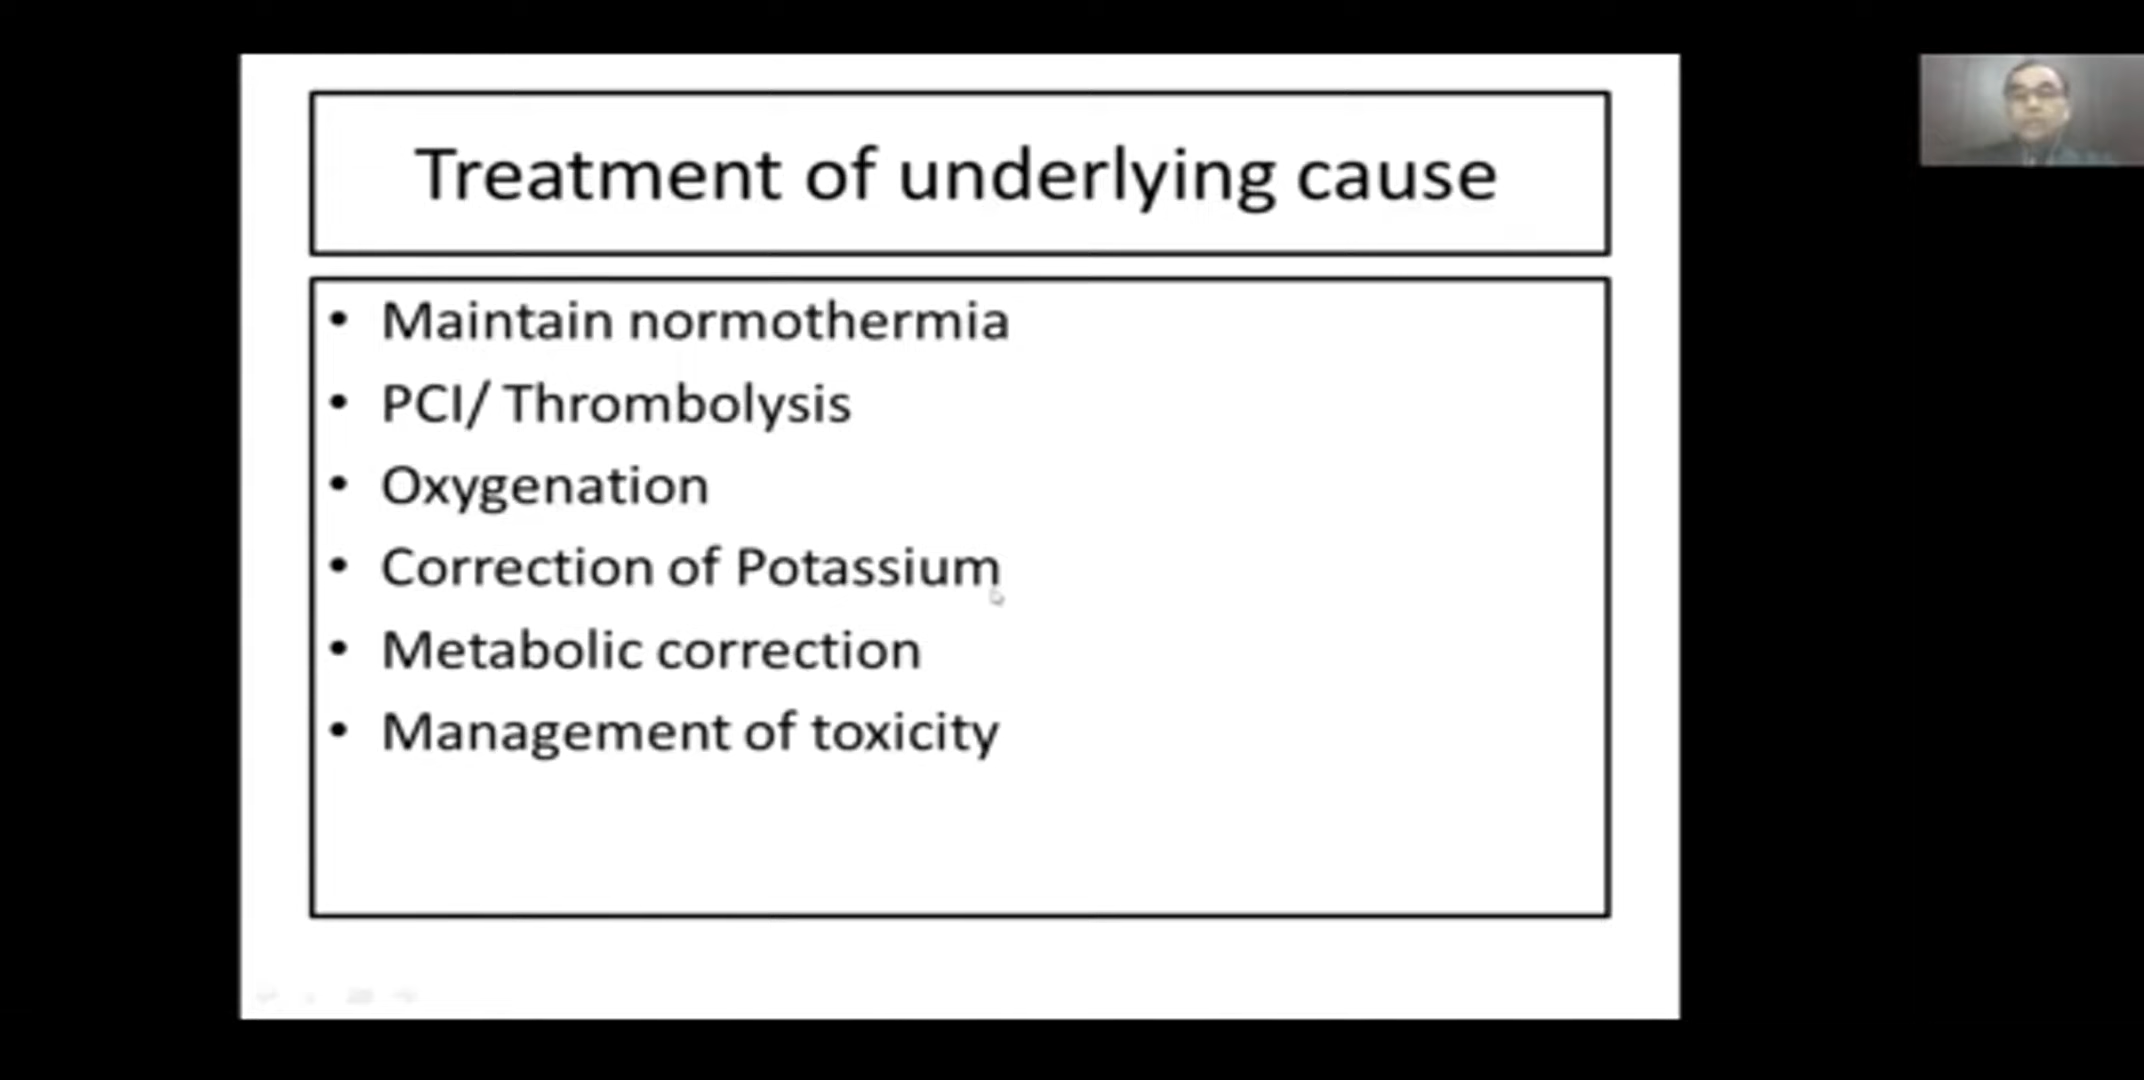 Treatment of underlying cause
• Maintain normothermia
• PCI/ Thrombolysis
• Oxygenation
• Correction of Potassium
• Metabolic correction
• Management of toxicity